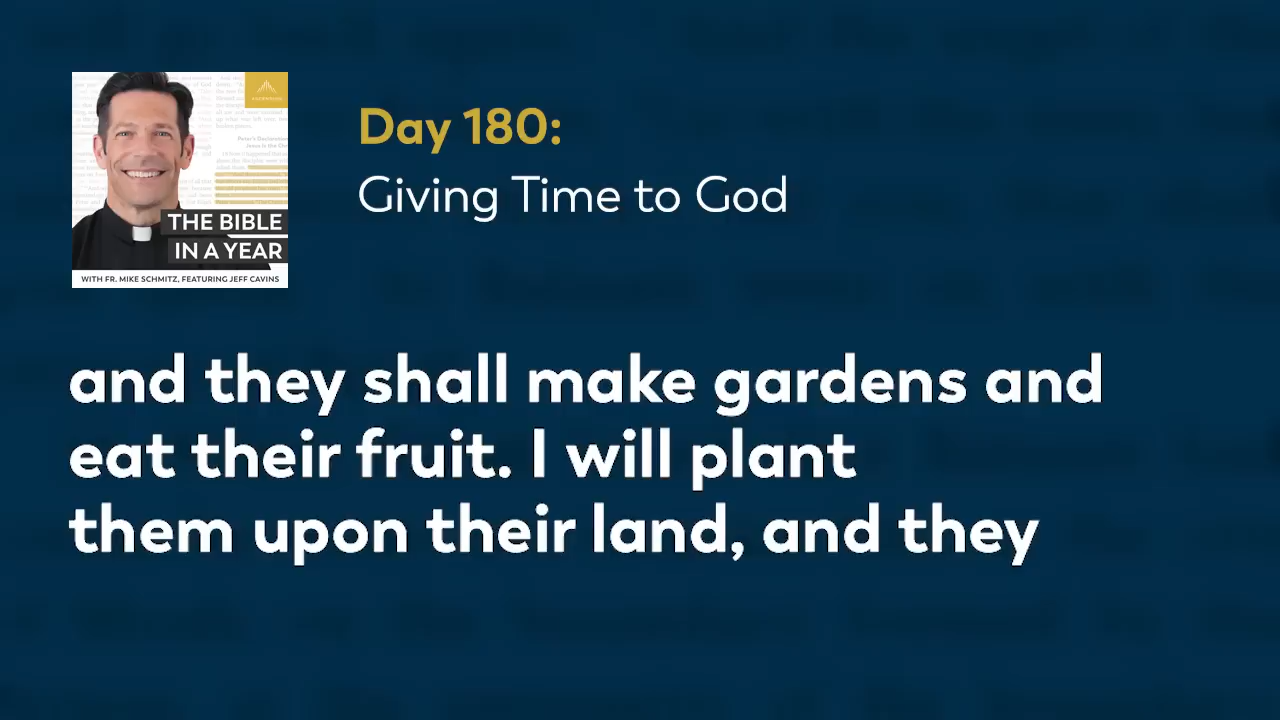 Day 180:
Giving Time to God
THE BIBLE
IN A YEAR
WITH FR. MIKE SCHMITZ, FEATURING JEFF CAVINS
and they shall make gardens and
eat their fruit. I will plant
them upon their land, and they